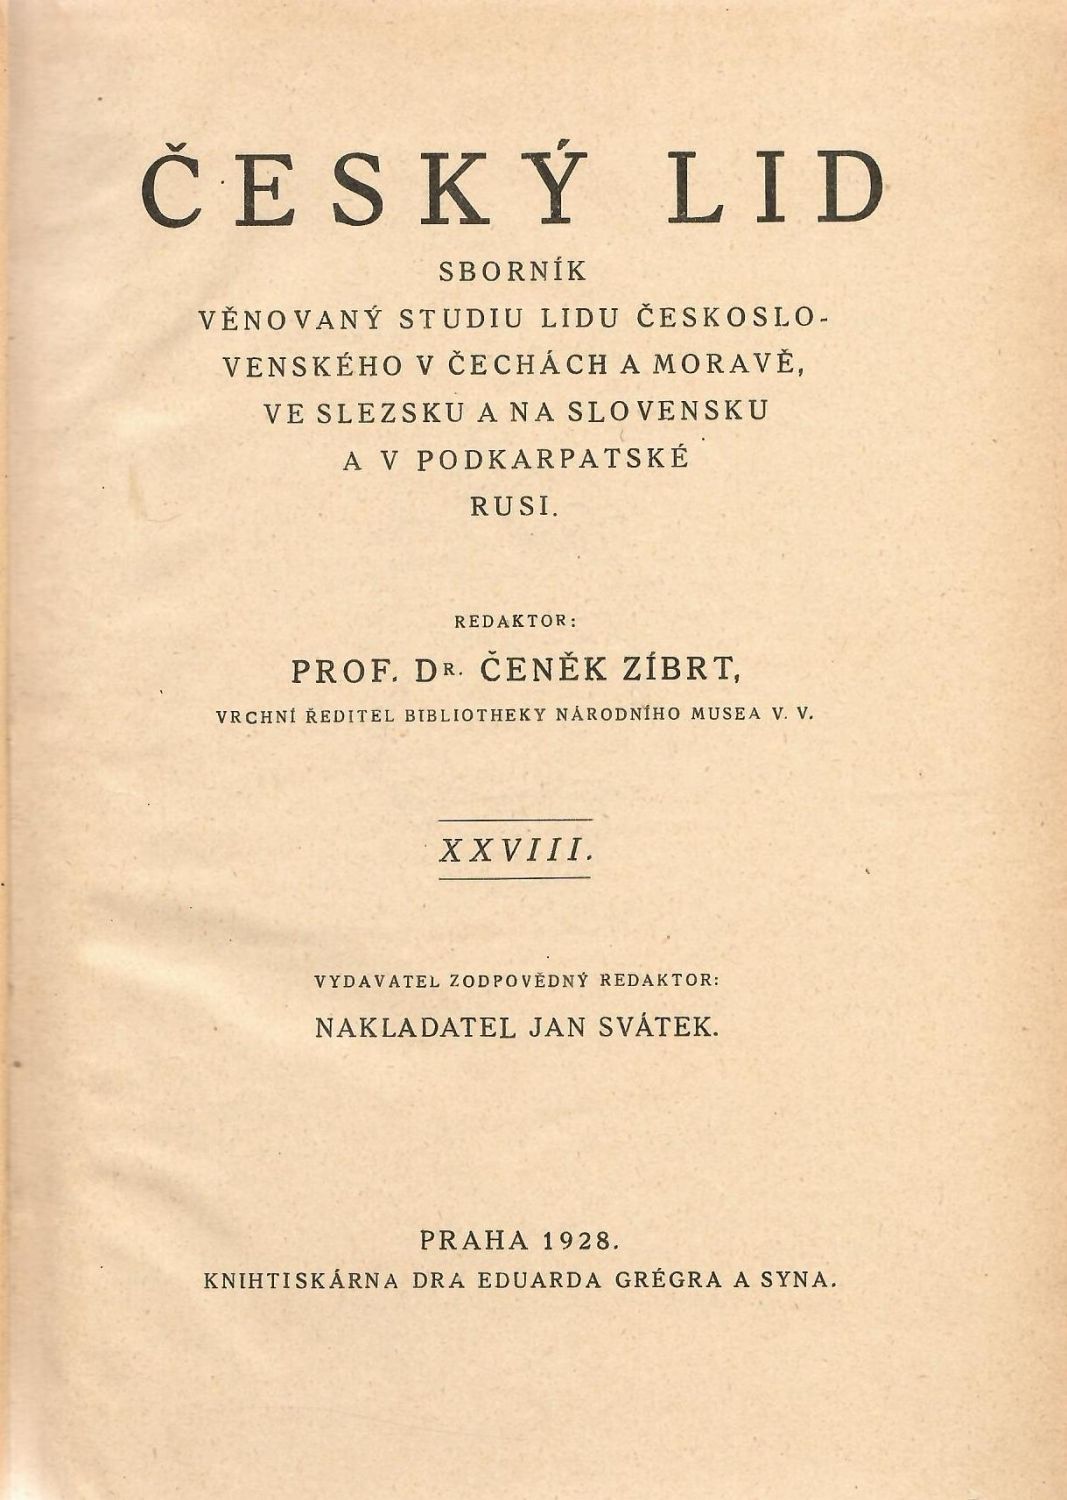 ČESKÝ LID
SBORNÍK
VĚNOVANÝ STUDIU LIDU ČESKOSLO-
VENSKÉHO V ČECHÁCH A MORAVĚ,
VE SLEZSKU A NA SLOVENSKU
A V PODKARPATSKÉ
RUSI.
REDAKTOR:
PROF. DR. ČENĚK ZÍBRT,
VRCHNÍ ŘEDITEL BIBLIOTHEKY NÁRODNÍHO MUSEA V. V.
XXVIII.
VYDAVATEL ZODPOVĚDNÝ REDAKTOR:
NAKLADATEL JAN SVÁTEK.
PRAHA 1928.
KNIHTISKÁRNA DRA EDUARDA GRÉGRA A SYNA.